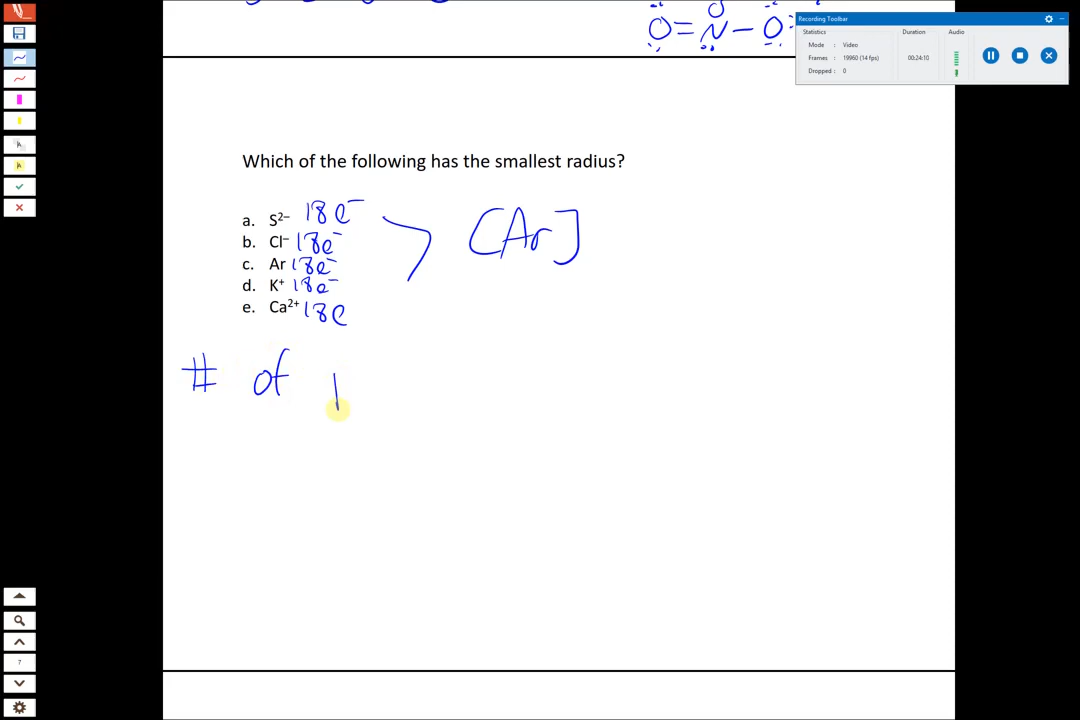 O = N – O
Recording Toolbar
Statistics Duration Audio
Mode : Video
Frames : 19960 (14 fps) 00:24:10
Dropped : 0
Which of the following has the smallest radius?
a. S²⁻ 18e⁻
b. Cl⁻ 18e⁻
c. Ar 18e⁻
d. K⁺ 18e⁻
e. Ca²⁺ 18e
[Ar]
# of
7